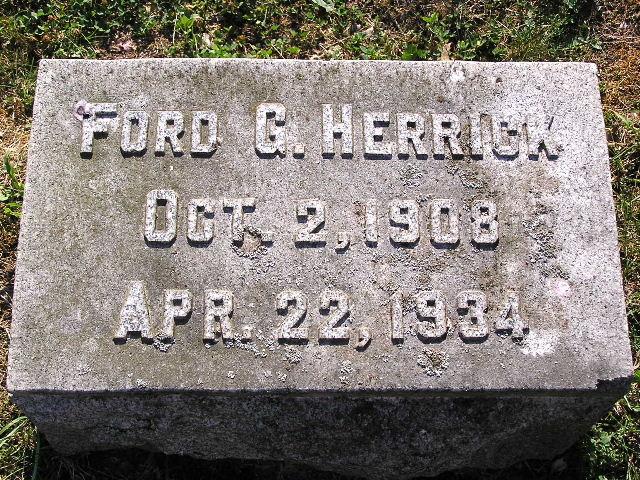 FORD G. HERRICK
OCT. 2, 1908
APR. 22, 1934